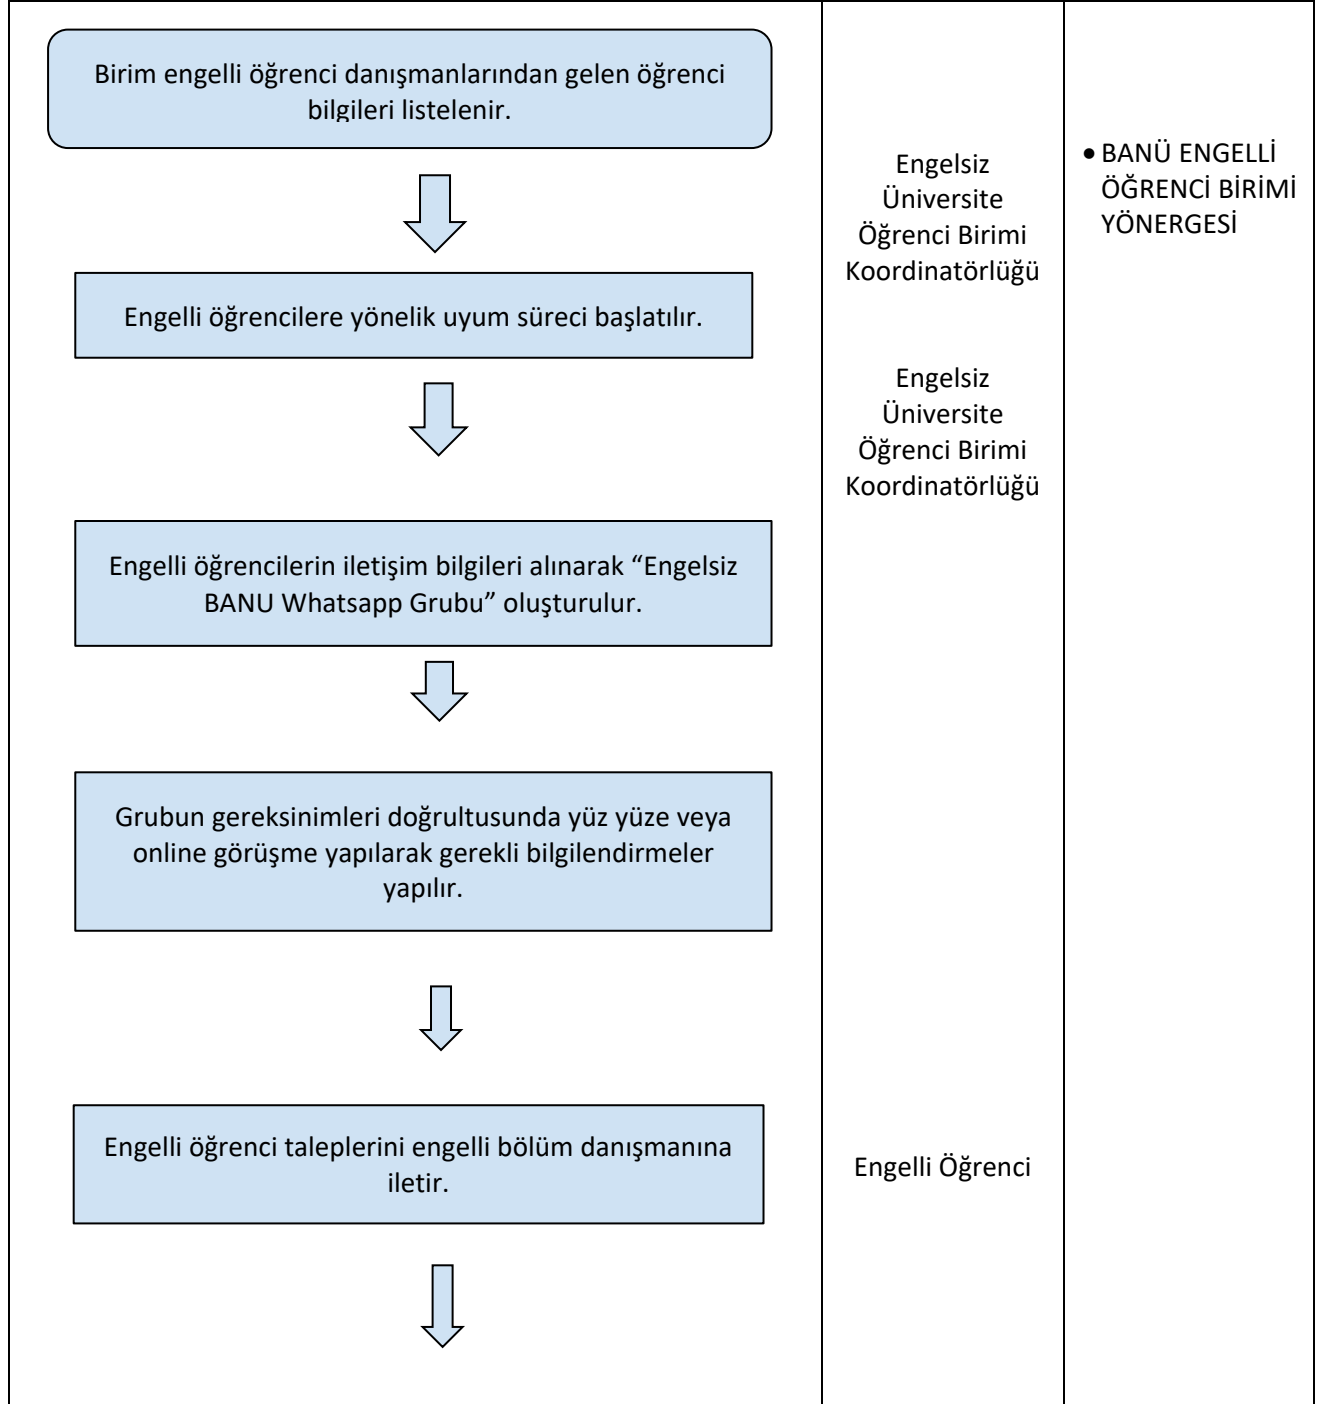 Birim engelli öğrenci danışmanlarından gelen öğrenci
bilgileri listelenir.
Engelsiz
Üniversite
Öğrenci Birimi
Koordinatörlüğü
• BANÜ ENGELLİ
ÖĞRENCİ BİRİMİ
YÖNERGESİ
Engelli öğrencilere yönelik uyum süreci başlatılır.
Engelsiz
Üniversite
Öğrenci Birimi
Koordinatörlüğü
Engelli öğrencilerin iletişim bilgileri alınarak “Engelsiz
BANU Whatsapp Grubu” oluşturulur.
Grubun gereksinimleri doğrultusunda yüz yüze veya
online görüşme yapılarak gerekli bilgilendirmeler
yapılır.
Engelli öğrenci taleplerini engelli bölüm danışmanına
iletir.
Engelli Öğrenci